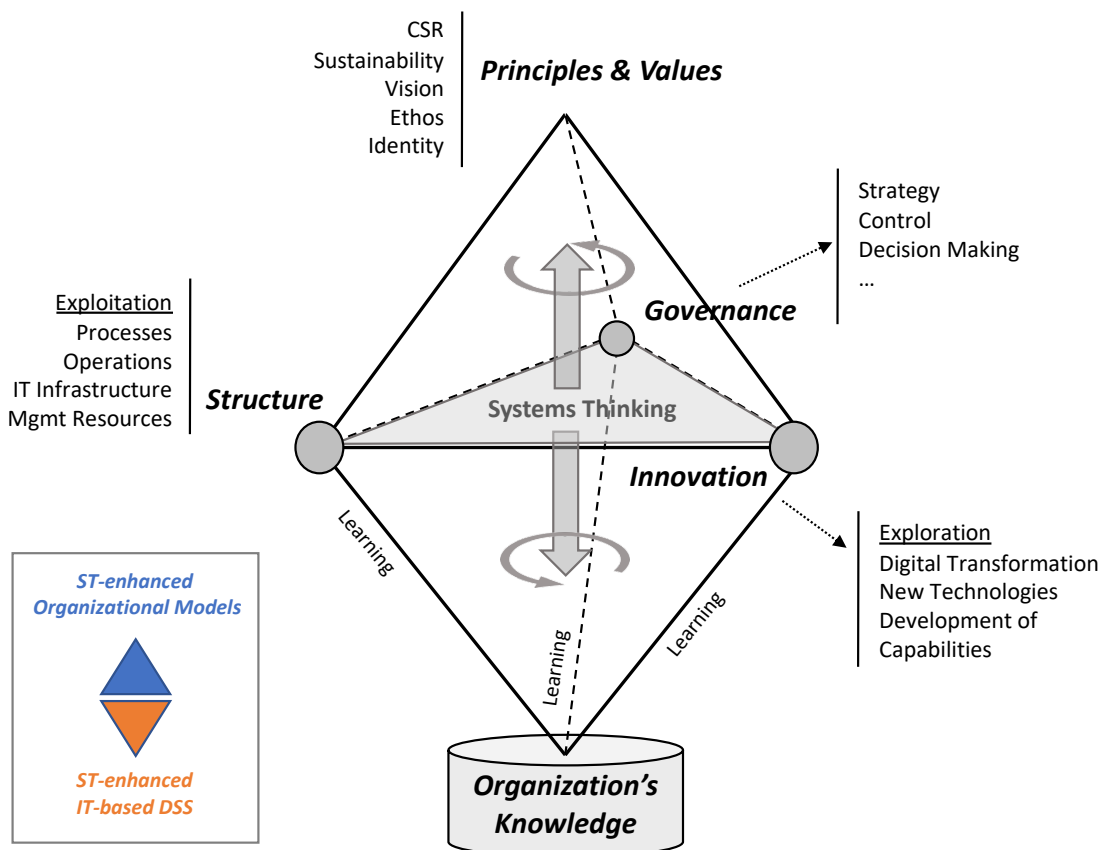 CSR
Sustainability
Vision
Ethos
Identity
Principles & Values
Strategy
Control
Decision Making
...
Governance
Exploitation
Processes
Operations
IT Infrastructure
Mgmt Resources
Structure
Systems Thinking
Innovation
Learning
Learning
Learning
Exploration
Digital Transformation
New Technologies
Development of
Capabilities
ST-enhanced
Organizational Models
ST-enhanced
IT-based DSS
Organization's
Knowledge